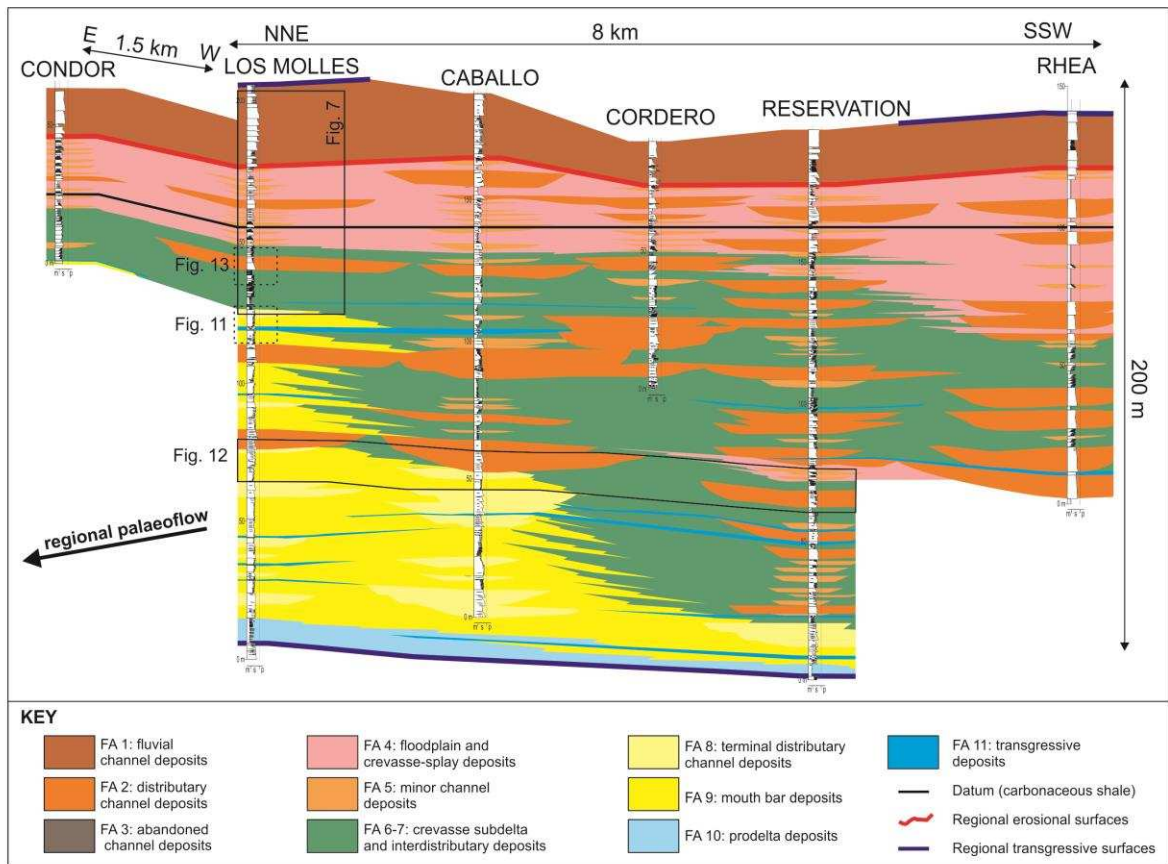 E 1.5 km W
NNE 8 km SSW
CONDOR
LOS MOLLES
CABALLO
CORDERO
RESERVATION
RHEA
Fig. 7
Fig. 13
Fig. 11
Fig. 12
200 m
regional palaeoflow
KEY
FA 1: fluvial
channel deposits
FA 2: distributary
channel deposits
FA 3: abandoned
channel deposits
FA 4: floodplain and
crevasse-splay deposits
FA 5: minor channel
deposits
FA 6-7: crevasse subdelta
and interdistributary deposits
FA 8: terminal distributary
channel deposits
FA 9: mouth bar deposits
FA 10: prodelta deposits
FA 11: transgressive
deposits
Datum (carbonaceous shale)
Regional erosional surfaces
Regional transgressive surfaces